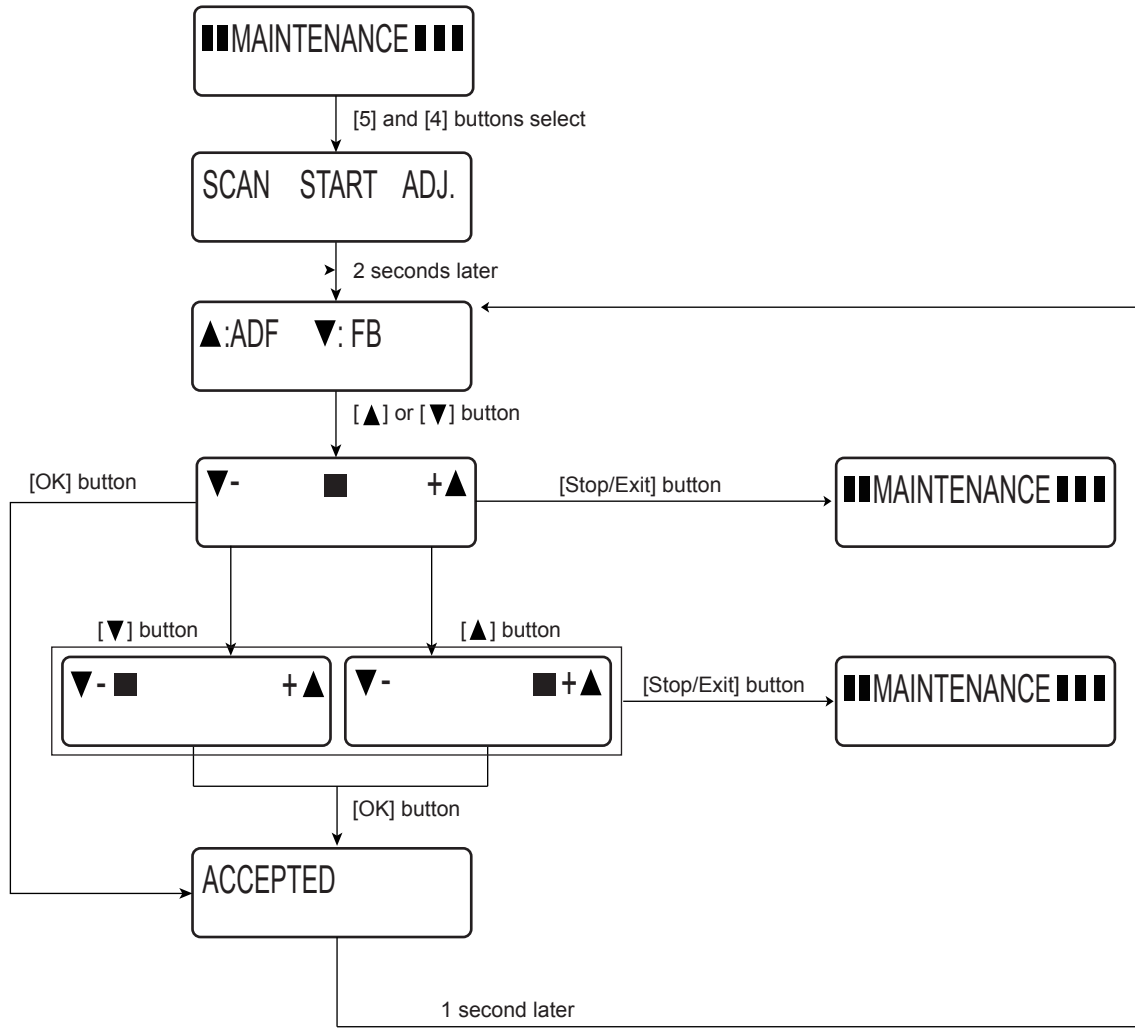 ▮▮MAINTENANCE▮▮▮
[5] and [4] buttons select
SCAN START ADJ.
2 seconds later
▲:ADF ▼: FB
[▲] or [▼] button
[OK] button
▼- ■ +▲
[Stop/Exit] button
▮▮MAINTENANCE▮▮▮
[▼] button
[▲] button
▼-■ +▲
▼- ■+▲
[Stop/Exit] button
▮▮MAINTENANCE▮▮▮
[OK] button
ACCEPTED
1 second later